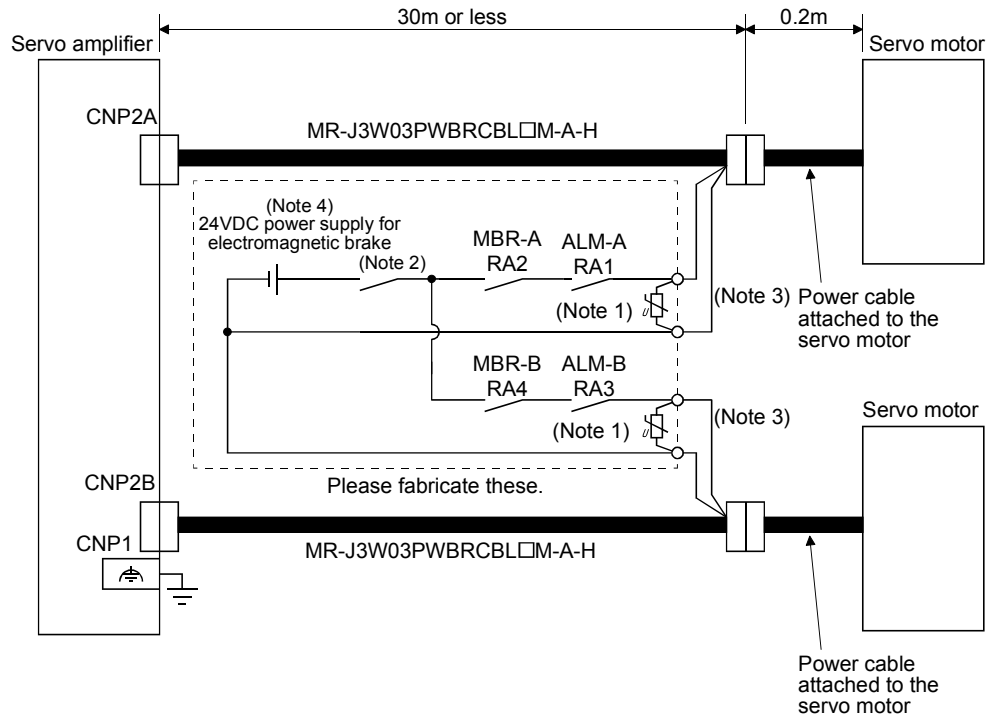 30m or less
0.2m
Servo amplifier
Servo motor
CNP2A
MR-J3W03PWBRCBL□M-A-H
(Note 4)
24VDC power supply for
electromagnetic brake
(Note 2)
MBR-A
RA2
ALM-A
RA1
(Note 1)
U
(Note 3)
Power cable
attached to the
servo motor
MBR-B
RA4
ALM-B
RA3
(Note 1)
U
(Note 3)
Servo motor
CNP2B
Please fabricate these.
CNP1
MR-J3W03PWBRCBL□M-A-H
Power cable
attached to the
servo motor